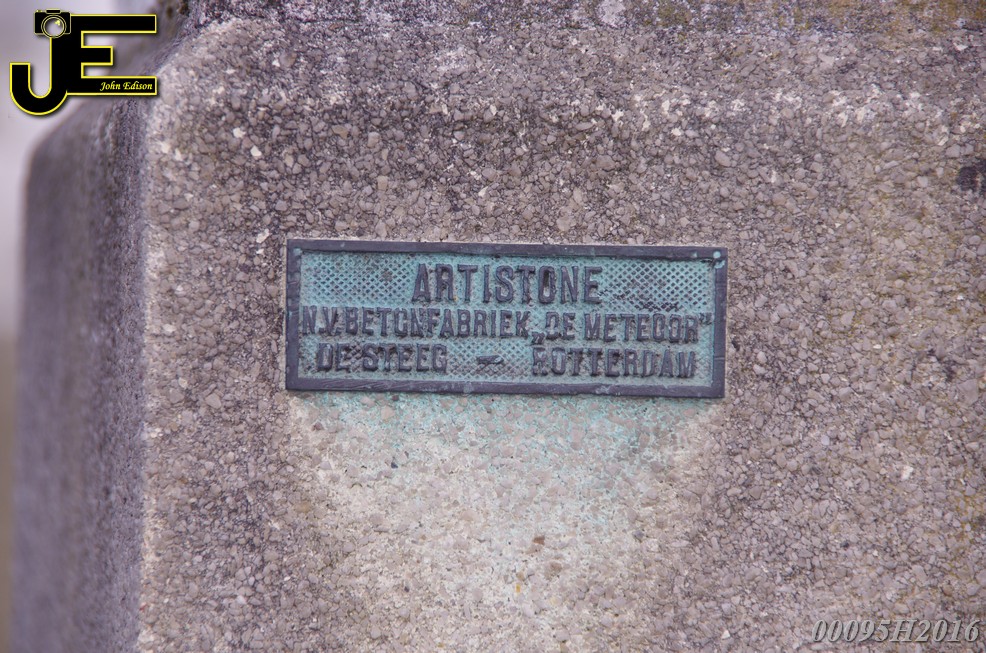 JE
John Edison
ARTISTONE
N.V. BETONFABRIEK „DE METEOOR”
DE STEEG - ROTTERDAM
00095H2016